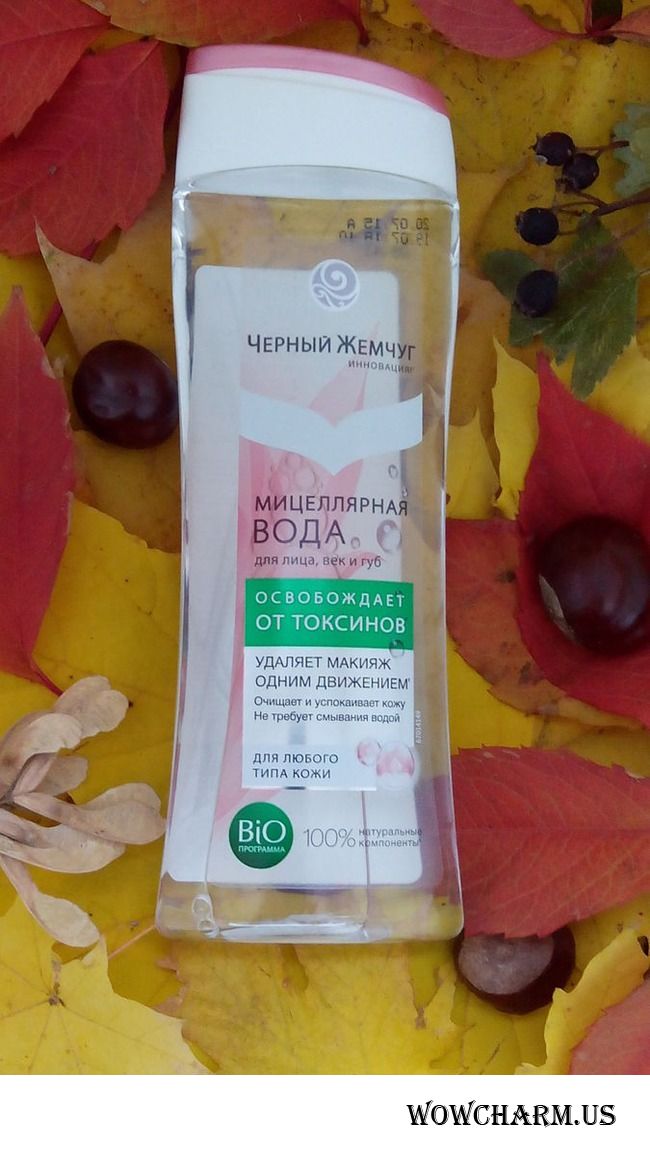 ЧЕРНЫЙ ЖЕМЧУГ
ИННОВАЦИЯ!
МИЦЕЛЛЯРНАЯ
ВОДА
ДЛЯ ЛИЦА, ВЕК И ГУБ
ОСВОБОЖДАЕТ
ОТ ТОКСИНОВ
УДАЛЯЕТ МАКИЯЖ
ОДНИМ ДВИЖЕНИЕМ
Очищает и успокаивает кожу
Не требует смывания водой
ДЛЯ ЛЮБОГО
ТИПА КОЖИ
67014149
BiO
ПРОГРАММА
100% натуральные
компоненты
WOWCHARM.US